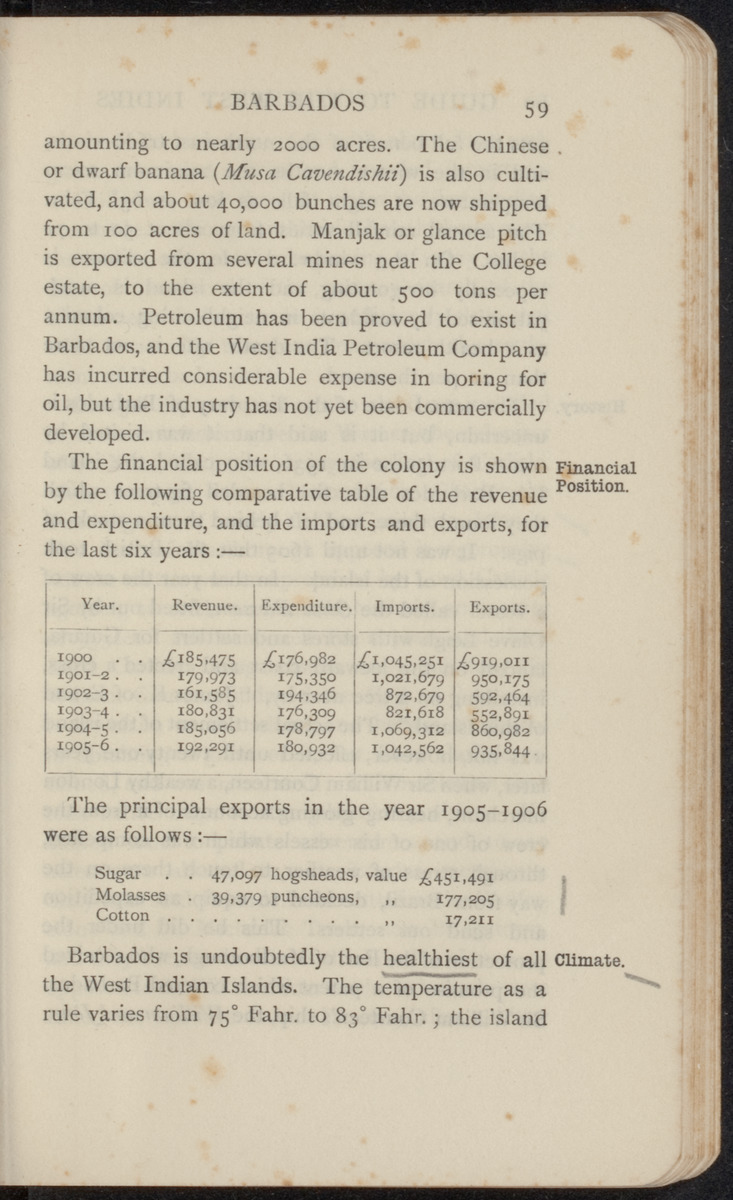 BARBADOS 59
amounting to nearly 2000 acres. The Chinese
or dwarf banana (Musa Cavendishii) is also culti-
vated, and about 40,000 bunches are now shipped
from 100 acres of land. Manjak or glance pitch
is exported from several mines near the College
estate, to the extent of about 500 tons per
annum. Petroleum has been proved to exist in
Barbados, and the West India Petroleum Company
has incurred considerable expense in boring for
oil, but the industry has not yet been commercially
developed.
The financial position of the colony is shown
by the following comparative table of the revenue
and expenditure, and the imports and exports, for
the last six years :—
Financial
Position.
Year. Revenue. Expenditure. Imports. Exports.
1900 . . £185,475 £176,982 £1,045,251 £919,011
1901-2 . . 179,973 175,350 1,021,679 950,175
1902-3 . . 161,585 194,346 872,679 592,464
1903-4 . . 180,831 176,309 821,618 552,891
1904-5 . . 185,056 178,797 1,069,312 860,982
1905-6 . . 192,291 180,932 1,042,562 935,844
The principal exports in the year 1905–1906
were as follows :—
Sugar . . 47,097 hogsheads, value £451,491
Molasses . 39,379 puncheons, ,, 177,205
Cotton . . . . . . . . . ,, 17,211
Barbados is undoubtedly the healthiest of all
the West Indian Islands. The temperature as a
rule varies from 75° Fahr. to 83° Fahr. ; the island
Climate.